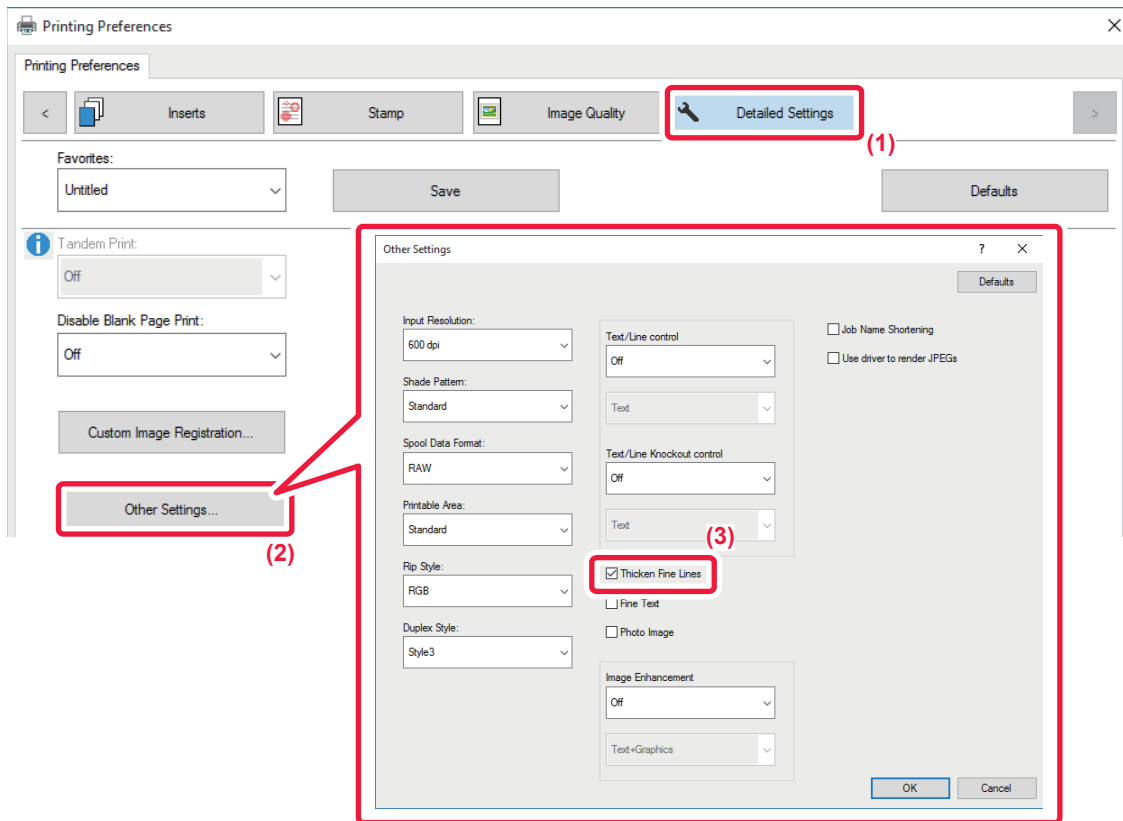 Printing Preferences
Printing Preferences
<
Inserts
Stamp
Image Quality
Detailed Settings
>
(1)
Favorites:
Untitled
Save
Defaults
Tandem Print:
Off
Disable Blank Page Print:
Off
Custom Image Registration...
Other Settings...
(2)
Other Settings
?
Defaults
Input Resolution:
600 dpi
Shade Pattern:
Standard
Spool Data Format:
RAW
Printable Area:
Standard
Rip Style:
RGB
Duplex Style:
Style3
Text/Line control
Off
Text
Text/Line Knockout control
Off
Text
(3)
Thicken Fine Lines
Fine Text
Photo Image
Image Enhancement
Off
Text+Graphics
Job Name Shortening
Use driver to render JPEGs
OK
Cancel